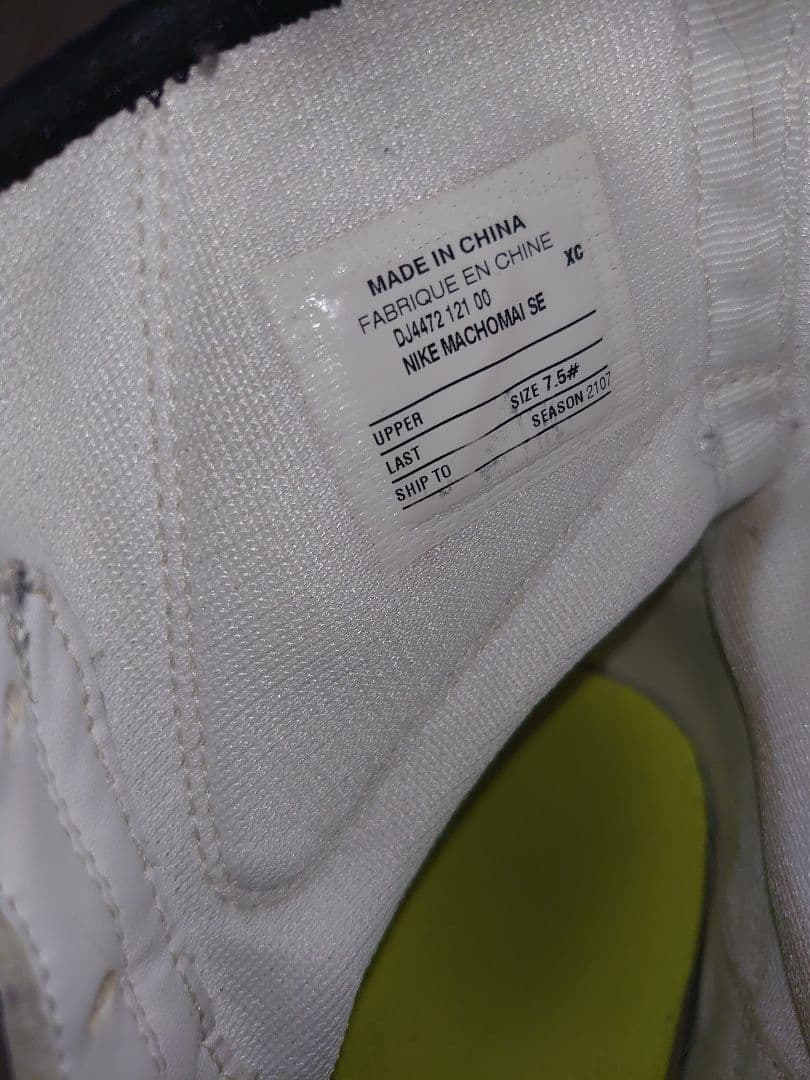 MADE IN CHINA
FABRIQUE EN CHINE
XC
DJ4472 121 00
NIKE MACHOMAI SE
UPPER
SIZE 7.5#
LAST
SEASON 2107
SHIP TO